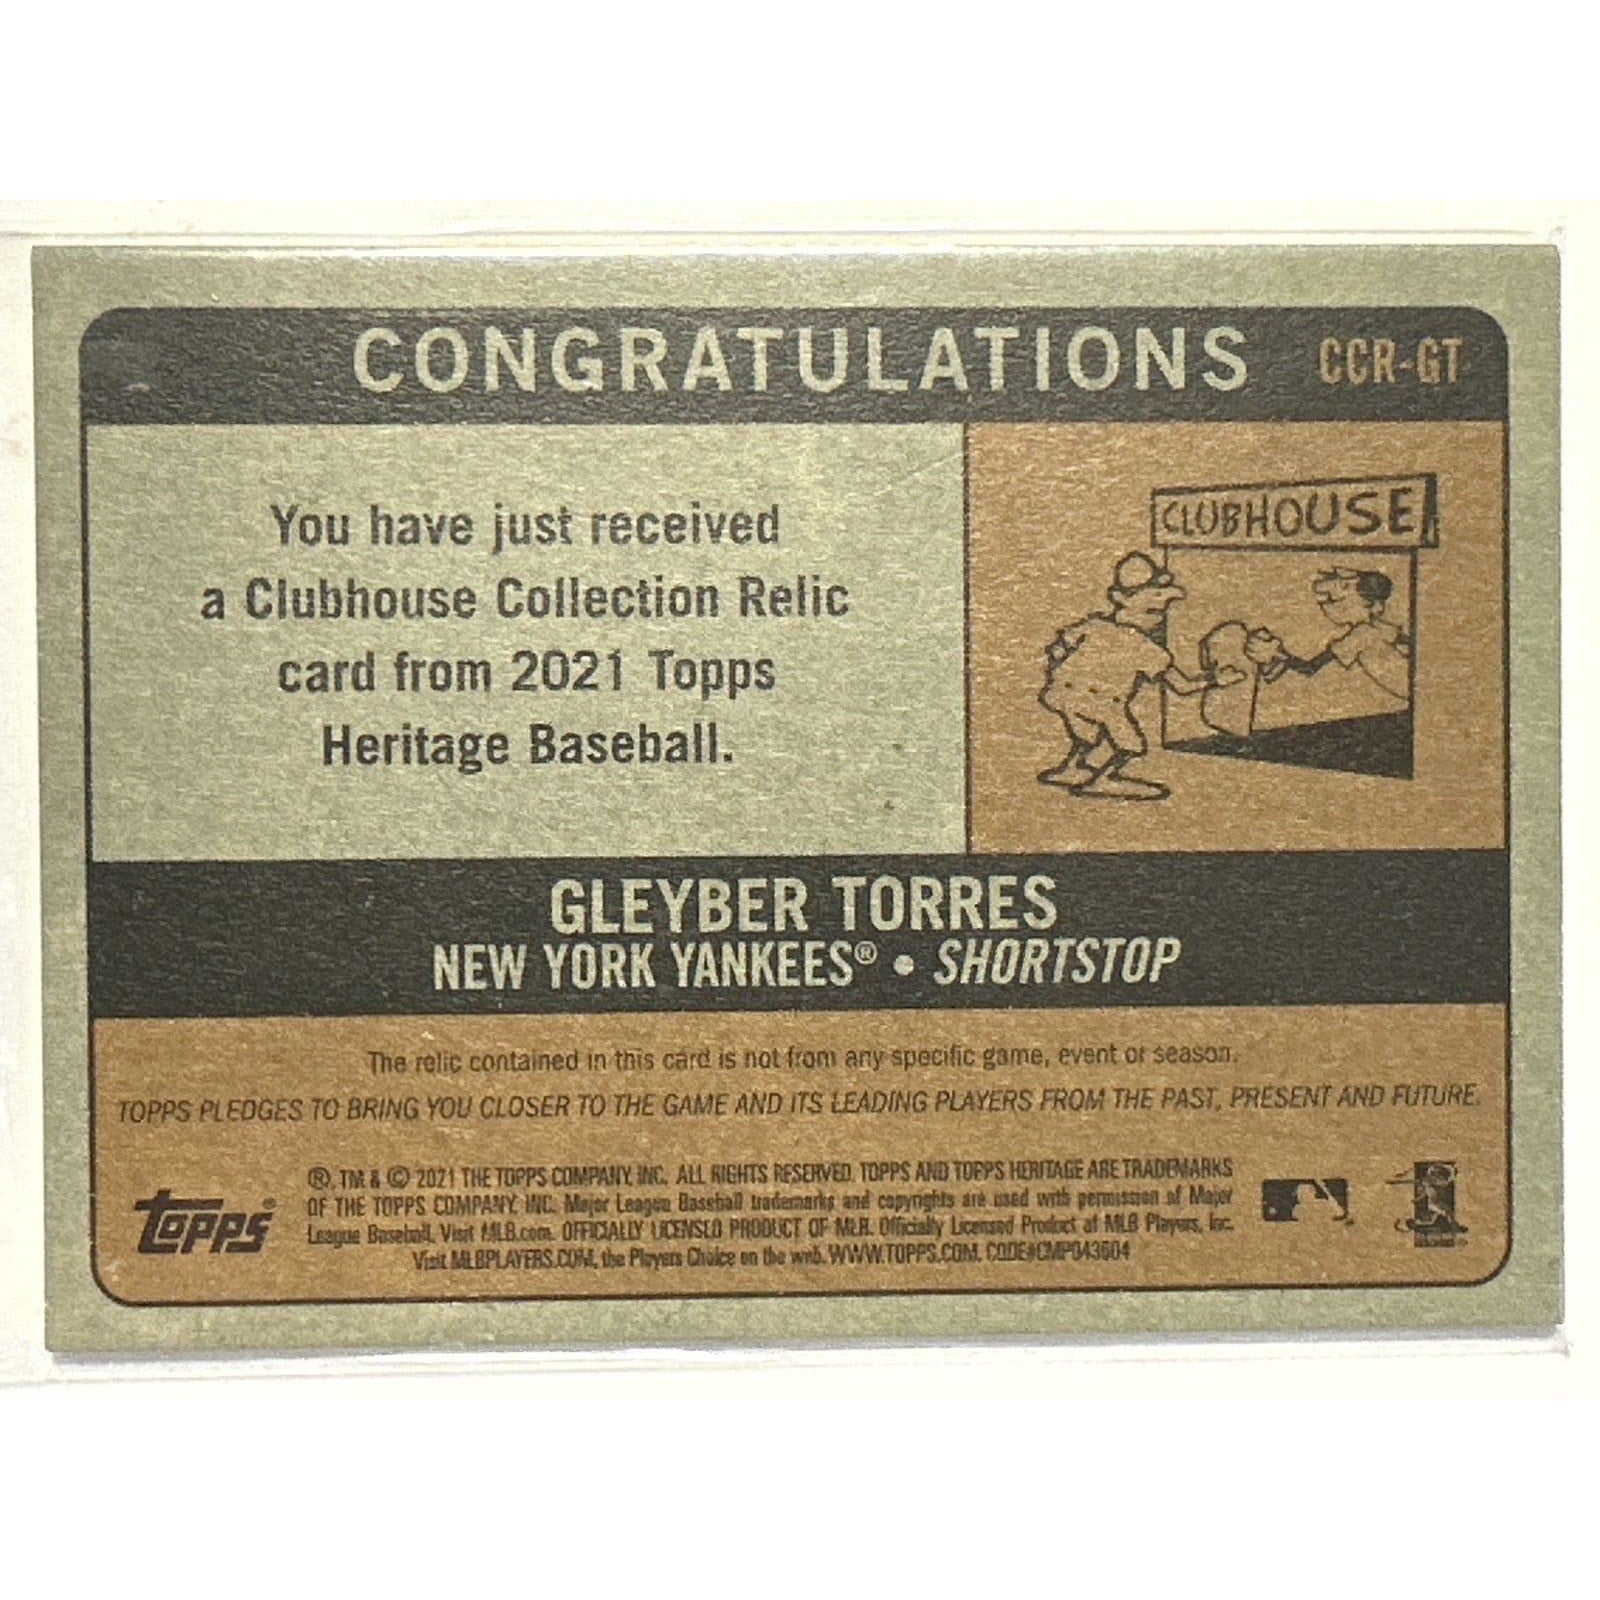 CONGRATULATIONS CCR-GT
You have just received
a Clubhouse Collection Relic
card from 2021 Topps
Heritage Baseball.
CLUBHOUSE
GLEYBER TORRES
NEW YORK YANKEES® • SHORTSTOP
The relic contained in this card is not from any specific game, event or season.
TOPPS PLEDGES TO BRING YOU CLOSER TO THE GAME AND ITS LEADING PLAYERS FROM THE PAST, PRESENT AND FUTURE.
topps®
®, TM & © 2021 THE TOPPS COMPANY, INC. ALL RIGHTS RESERVED. TOPPS AND TOPPS HERITAGE ARE TRADEMARKS
OF THE TOPPS COMPANY, INC. Major League Baseball trademarks and copyrights are used with permission of Major
League Baseball. Visit MLB.com. OFFICIALLY LICENSED PRODUCT OF MLB. Officially Licensed Product of MLB Players, Inc.
Visit MLBPLAYERS.COM, the Players Choice on the web. WWW.TOPPS.COM. CODE#CMP043604